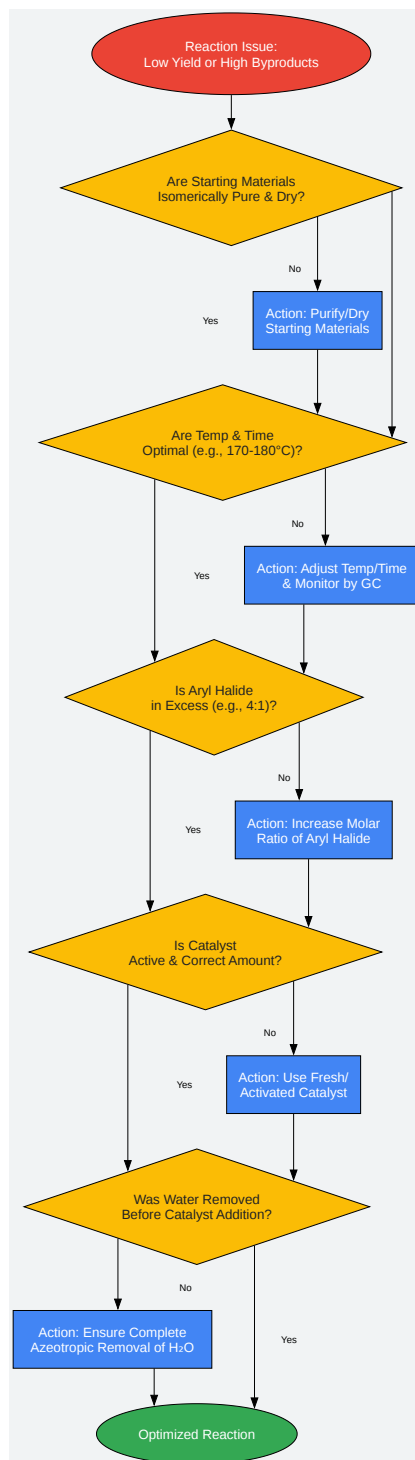 Reaction Issue:
Low Yield or High Byproducts
Are Starting Materials
Isomerically Pure & Dry?
No
Yes
Action: Purify/Dry
Starting Materials
Are Temp & Time
Optimal (e.g., 170-180°C)?
No
Yes
Action: Adjust Temp/Time
& Monitor by GC
Is Aryl Halide
in Excess (e.g., 4:1)?
No
Yes
Action: Increase Molar
Ratio of Aryl Halide
Is Catalyst
Active & Correct Amount?
No
Yes
Action: Use Fresh/
Activated Catalyst
Was Water Removed
Before Catalyst Addition?
No
Yes
Action: Ensure Complete
Azeotropic Removal of H₂O
Optimized Reaction